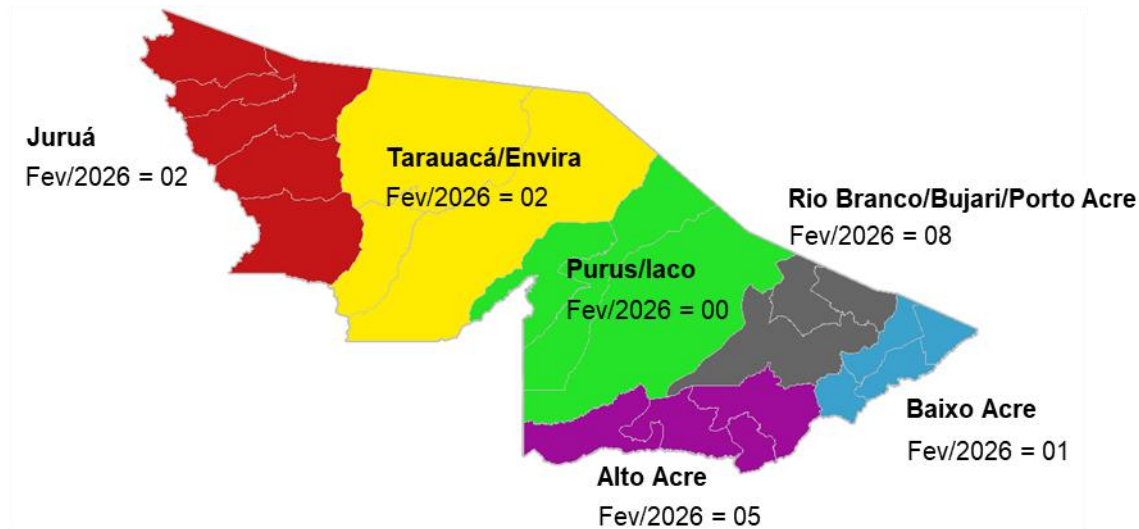 Juruá
Fev/2026 = 02
Tarauacá/Envira
Fev/2026 = 02
Rio Branco/Bujari/Porto Acre
Fev/2026 = 08
Purus/Iaco
Fev/2026 = 00
Baixo Acre
Fev/2026 = 01
Alto Acre
Fev/2026 = 05